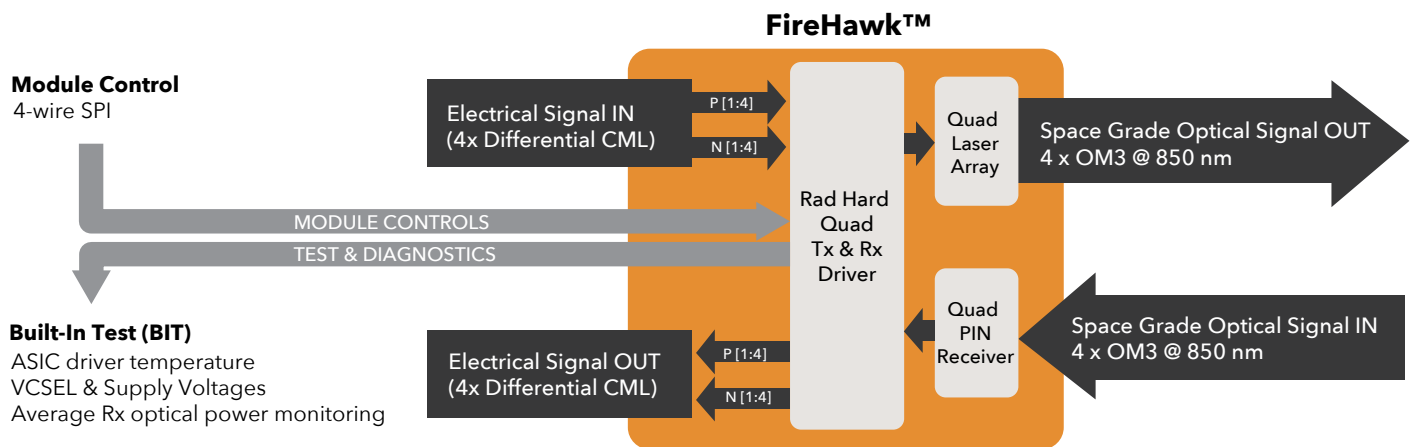 FireHawk™
Module Control
4-wire SPI
Electrical Signal IN
(4x Differential CML)
P [1:4]
N [1:4]
Rad Hard
Quad
Tx & Rx
Driver
Quad
Laser
Array
Space Grade Optical Signal OUT
4 x OM3 @ 850 nm
MODULE CONTROLS
TEST & DIAGNOSTICS
Built-In Test (BIT)
ASIC driver temperature
VCSEL & Supply Voltages
Average Rx optical power monitoring
Electrical Signal OUT
(4x Differential CML)
P [1:4]
N [1:4]
Quad
PIN
Receiver
Space Grade Optical Signal IN
4 x OM3 @ 850 nm